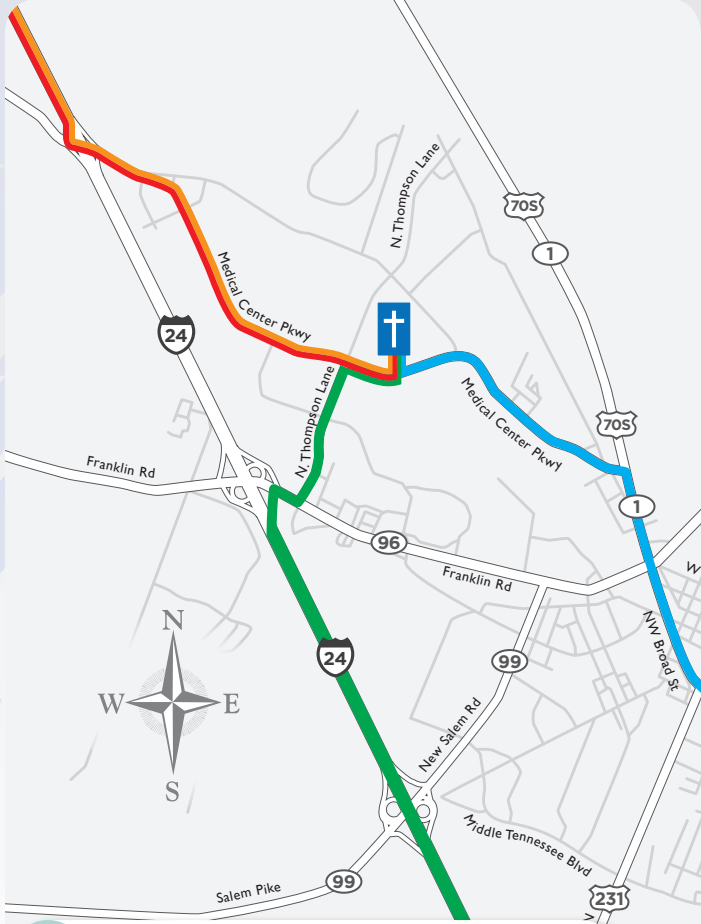 N. Thompson Lane
70S
1
Medical Center Pkwy
24
N. Thompson Lane
Medical Center Pkwy
70S
Franklin Rd
1
96
Franklin Rd
W
NW Broad St
N
24
99
W
E
New Salem Rd
S
Middle Tennessee Blvd
99
Salem Pike
231